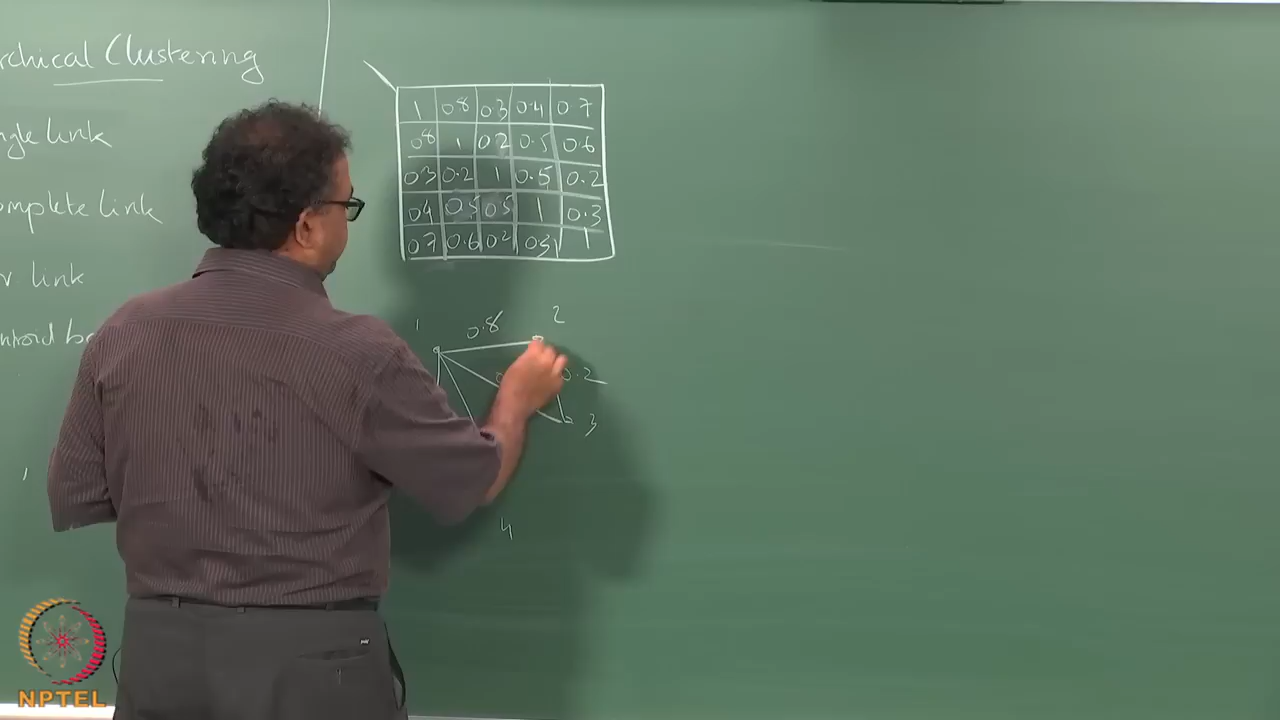 rchical Clustering
ngle link
omplete link
v. link
ntroid ba
1 0.8 0.3 0.4 0.7
0.8 1 0.2 0.5 0.6
0.3 0.2 1 0.5 0.2
0.4 0.5 0.5 1 0.3
0.7 0.6 0.2 0.3 1
1 0.8 2
0.2
3
4
NPTEL